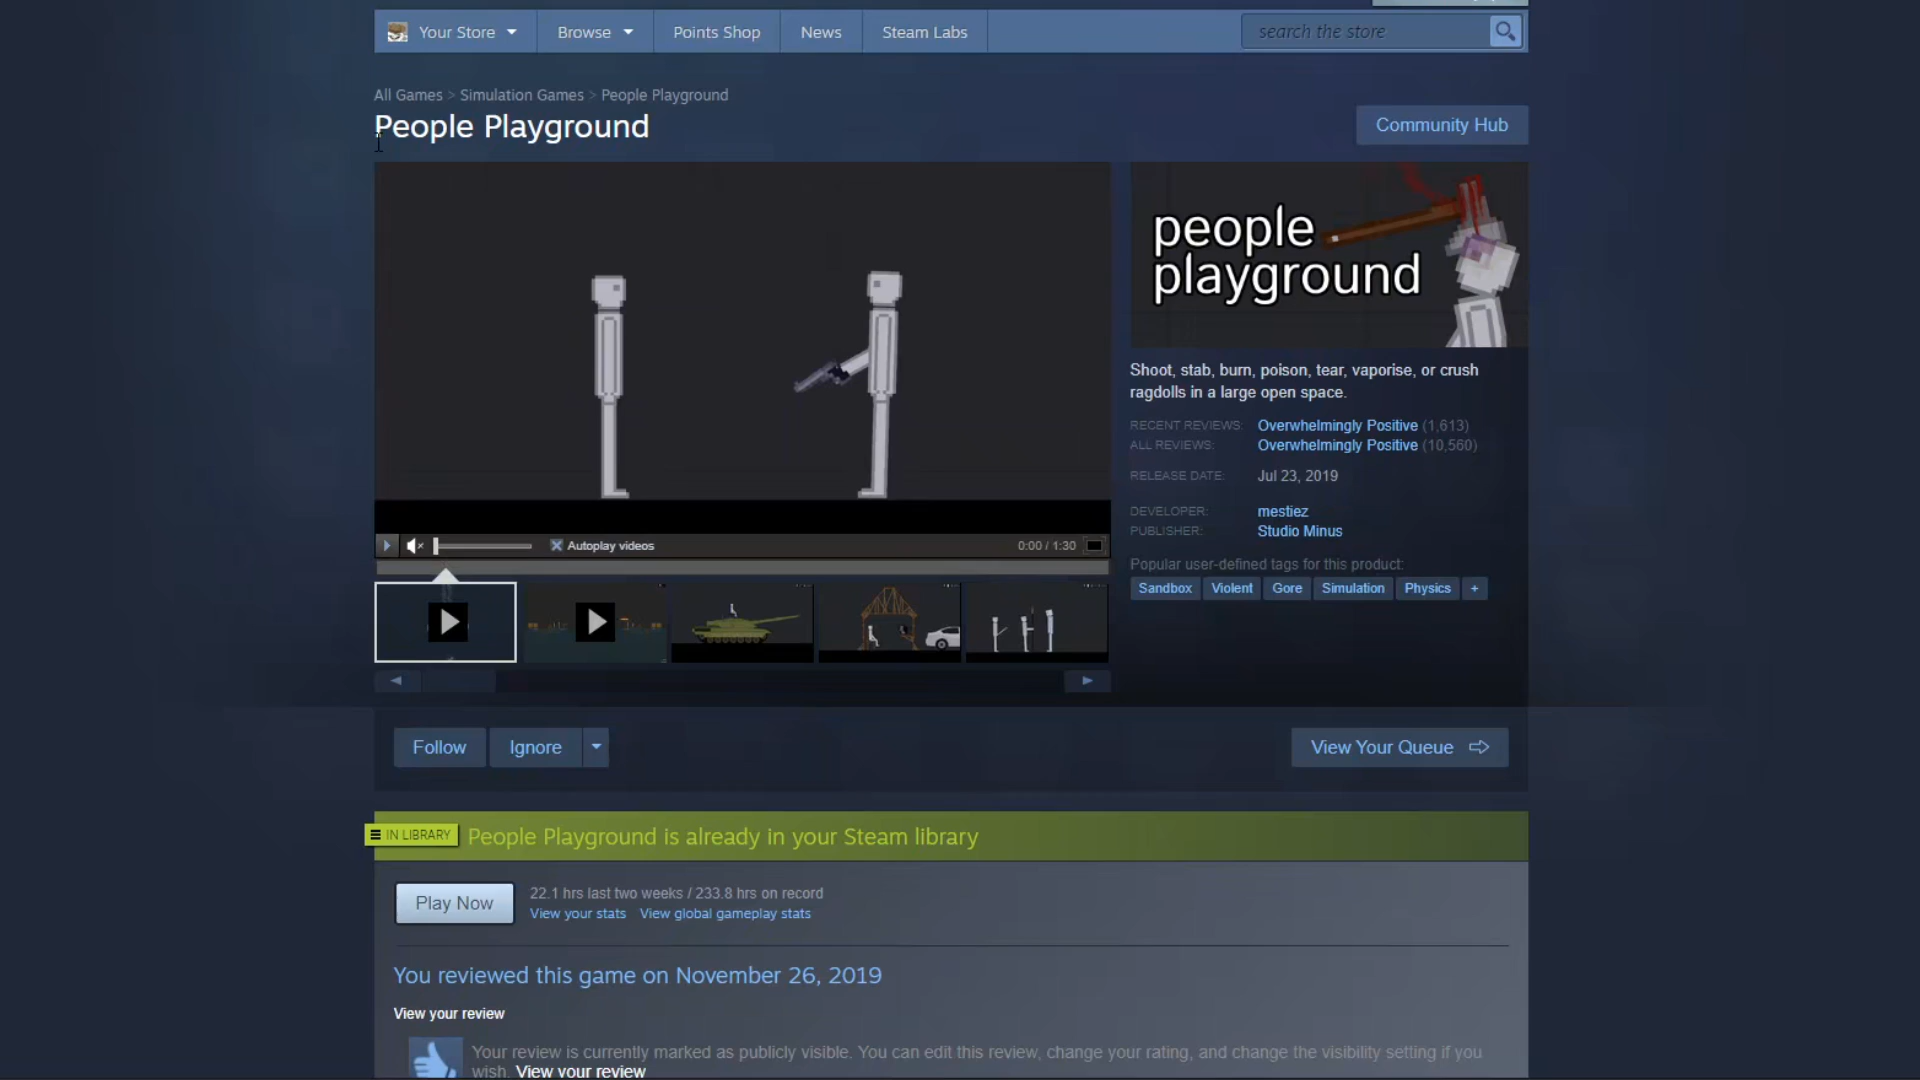 Your Store
Browse
Points Shop
News
Steam Labs
search the store
All Games > Simulation Games > People Playground
People Playground
Community Hub
people
playground
Shoot, stab, burn, poison, tear, vaporise, or crush
ragdolls in a large open space.
RECENT REVIEWS: Overwhelmingly Positive (1,613)
ALL REVIEWS: Overwhelmingly Positive (10,560)
RELEASE DATE: Jul 23, 2019
DEVELOPER: mestiez
PUBLISHER: Studio Minus
Popular user-defined tags for this product:
Sandbox Violent Gore Simulation Physics +
Autoplay videos
0:00 / 1:30
Follow
Ignore
View Your Queue
IN LIBRARY
People Playground is already in your Steam library
Play Now
22.1 hrs last two weeks / 233.8 hrs on record
View your stats View global gameplay stats
You reviewed this game on November 26, 2019
View your review
Your review is currently marked as publicly visible. You can edit this review, change your rating, and change the visibility setting if you
wish. View your review